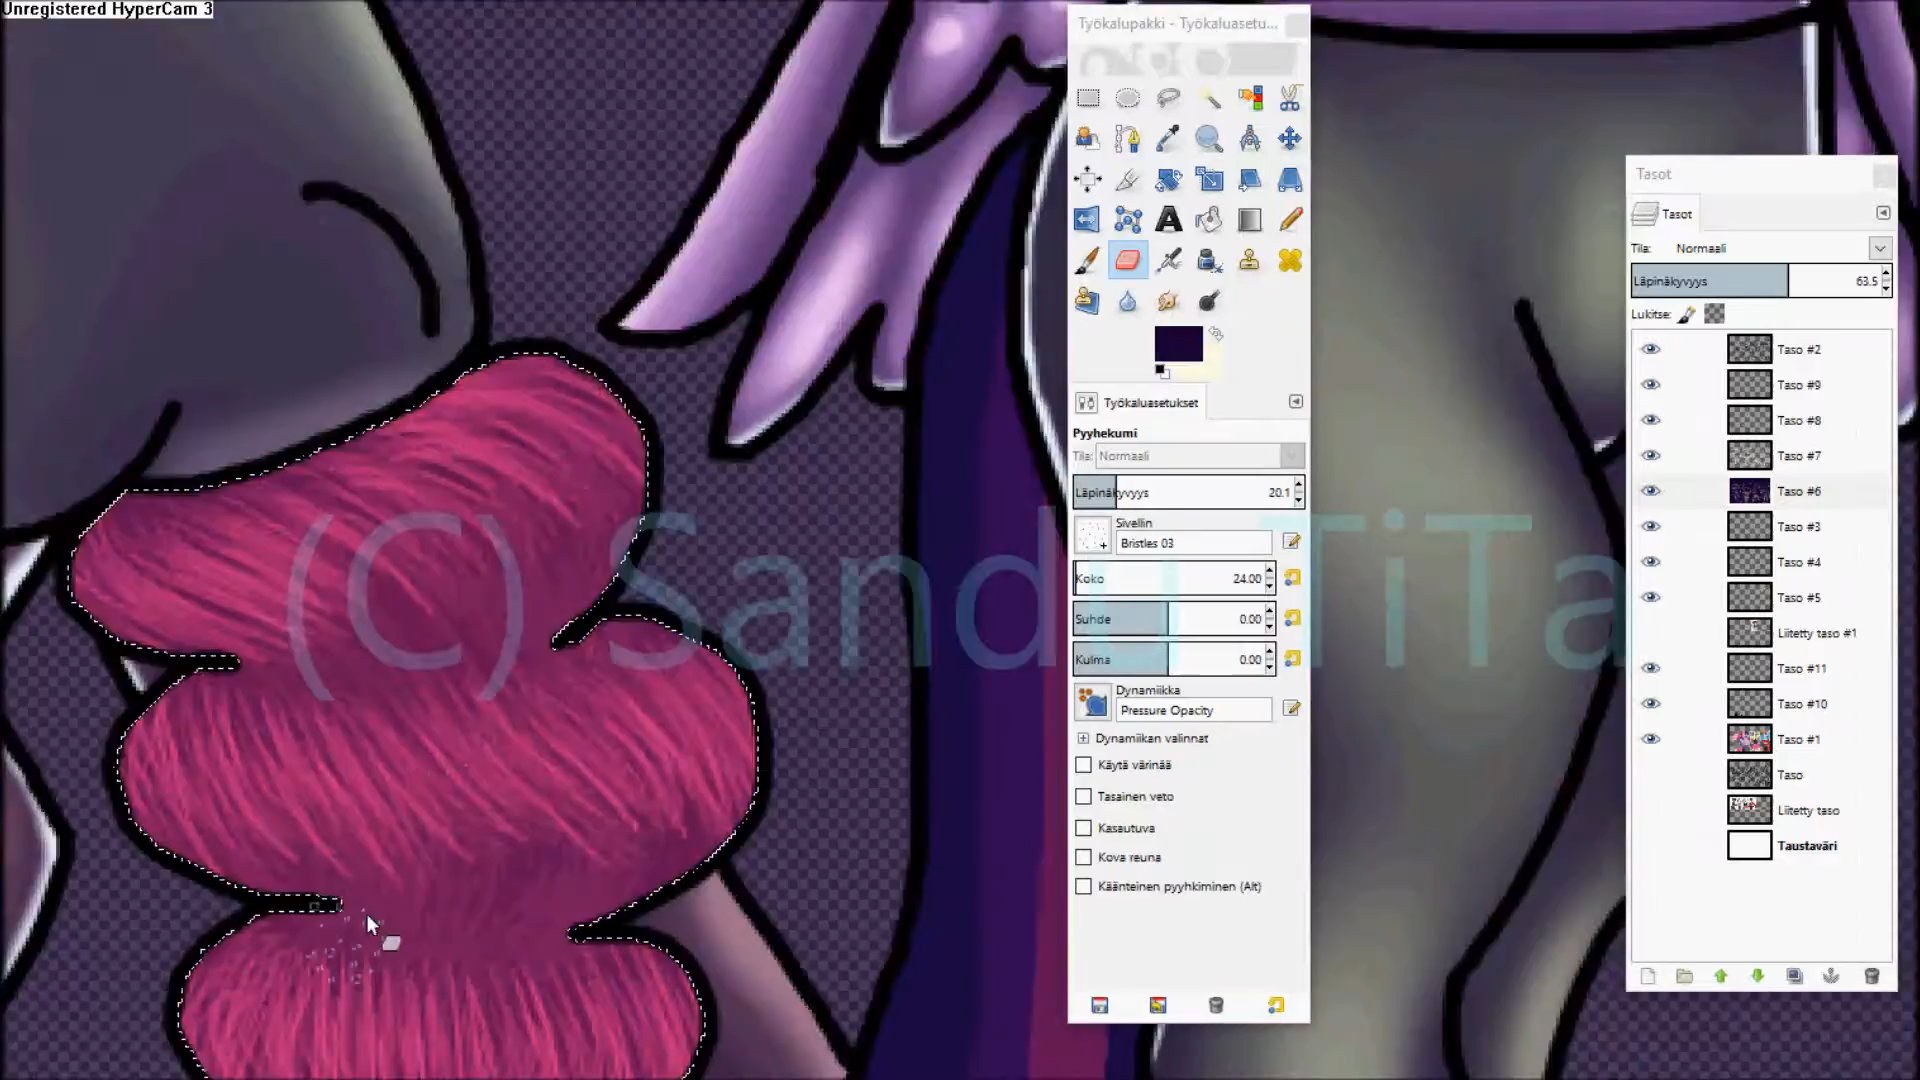 Unregistered HyperCam 3
Työkalupakki - Työkaluasetu...
Työkaluasetukset
Pyyhekumi
Tila: Normaali
Läpinäkyvyys 20.1
Sivellin
Bristles 03
Koko 24.00
Suhde 0.00
Kulma 0.00
Dynamiikka
Pressure Opacity
Dynamiikan valinnat
Käytä värinää
Tasainen veto
Kasautuva
Kova reuna
Käänteinen pyyhkiminen (Alt)
(C) Sandu TiTa
Tasot
Tasot
Tila: Normaali
Läpinäkyvyys 63.5
Lukitse:
Taso #2
Taso #9
Taso #8
Taso #7
Taso #6
Taso #3
Taso #4
Taso #5
Liitetty taso #1
Taso #11
Taso #10
Taso #1
Taso
Liitetty taso
Taustaväri